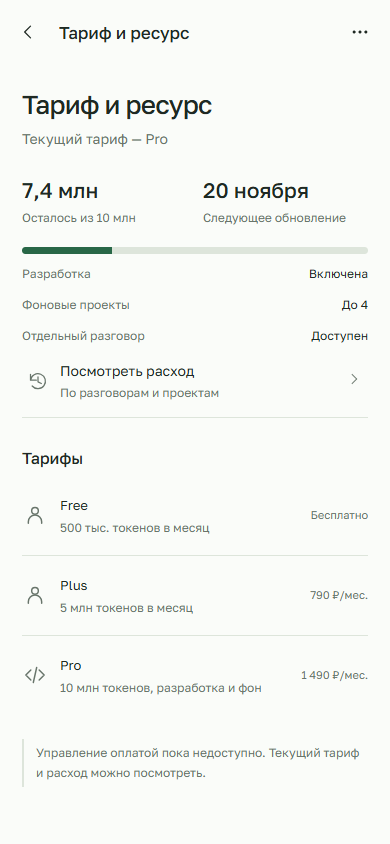 Тариф и ресурс
Тариф и ресурс
Текущий тариф — Pro
7,4 млн
20 ноября
Осталось из 10 млн
Следующее обновление
Разработка
Включена
Фоновые проекты
До 4
Отдельный разговор
Доступен
Посмотреть расход
По разговорам и проектам
Тарифы
Free
500 тыс. токенов в месяц
Бесплатно
Plus
5 млн токенов в месяц
790 ₽/мес.
Pro
10 млн токенов, разработка и фон
1 490 ₽/мес.
Управление оплатой пока недоступно. Текущий тариф
и расход можно посмотреть.